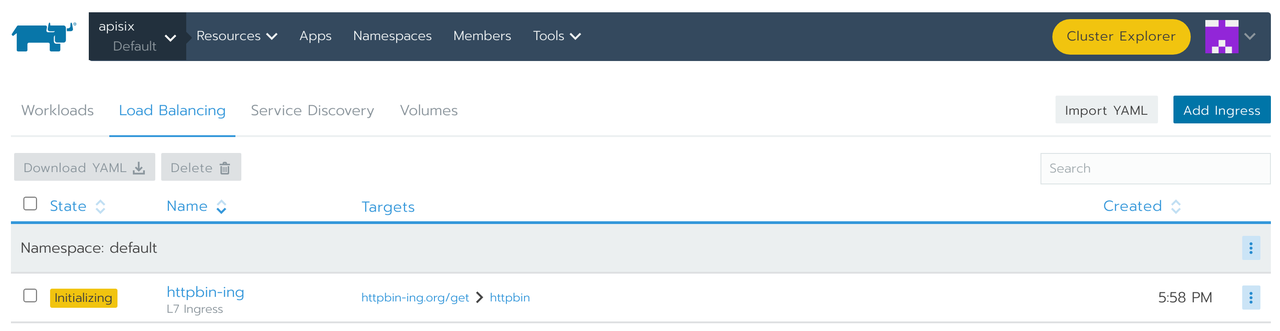 apisix
Default
Resources Apps Namespaces Members Tools Cluster Explorer
Workloads Load Balancing Service Discovery Volumes Import YAML Add Ingress
Download YAML Delete Search
State Name Targets Created
Namespace: default
Initializing httpbin-ing httpbin-ing.org/get > httpbin 5:58 PM
L7 Ingress